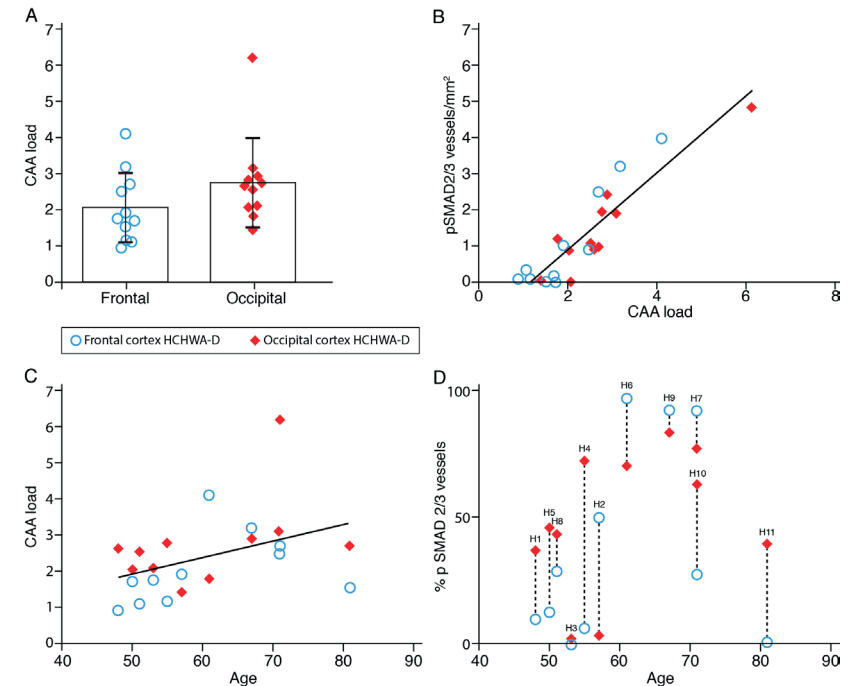 A
7
6
5
4
3
2
1
0
CAA load
Frontal
Occipital
B
7
6
5
4
3
2
1
0
pSMAD2/3 vessels/mm²
0
2
4
6
8
CAA load
Frontal cortex HCHWA-D
Occipital cortex HCHWA-D
C
7
6
5
4
3
2
1
0
CAA load
40
50
60
70
80
90
Age
D
100
50
0
% p SMAD 2/3 vessels
H1
H5
H8
H3
H4
H2
H6
H9
H7
H10
H11
40
50
60
70
80
90
Age